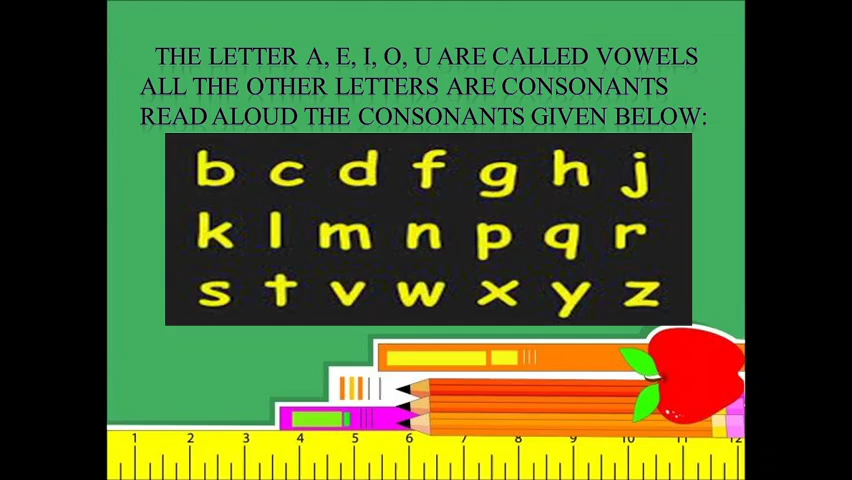 THE LETTER A, E, I, O, U ARE CALLED VOWELS
ALL THE OTHER LETTERS ARE CONSONANTS
READ ALOUD THE CONSONANTS GIVEN BELOW:
b c d f g h j
k l m n p q r
s t v w x y z
1 2 3 4 5 6 7 8 9 10 11 12